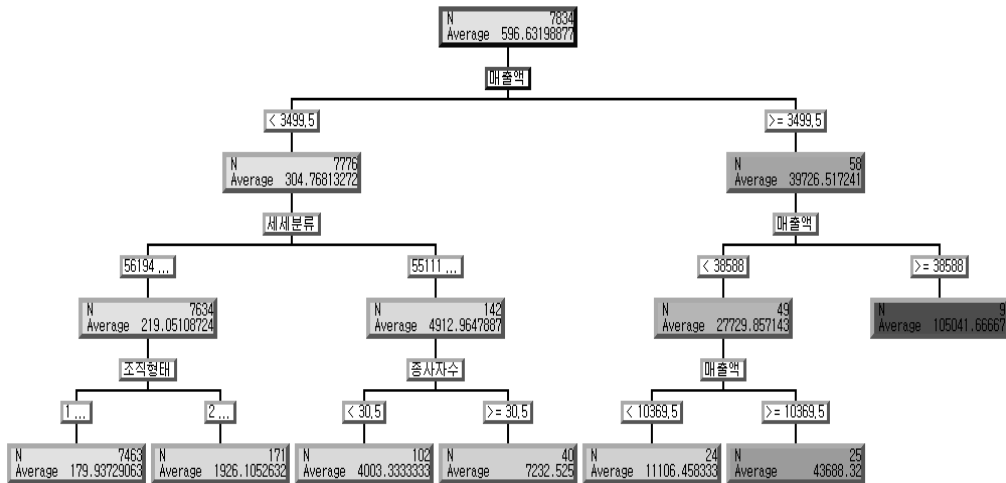 N 7834
Average 596.63198877
매출액
< 3499.5
>= 3499.5
N 7776
Average 304.76813272
N 58
Average 39726.517241
세세분류
매출액
56194 ...
55111 ...
< 38588
>= 38588
N 7634
Average 219.05108724
N 142
Average 4912.9647887
N 49
Average 27729.857143
N 9
Average 105041.66667
조직형태
종사자수
매출액
1 ...
2 ...
< 30.5
>= 30.5
< 10369.5
>= 10369.5
N 7463
Average 179.93729063
N 171
Average 1926.1052632
N 102
Average 4003.3333333
N 40
Average 7232.525
N 24
Average 11106.458333
N 25
Average 43688.32